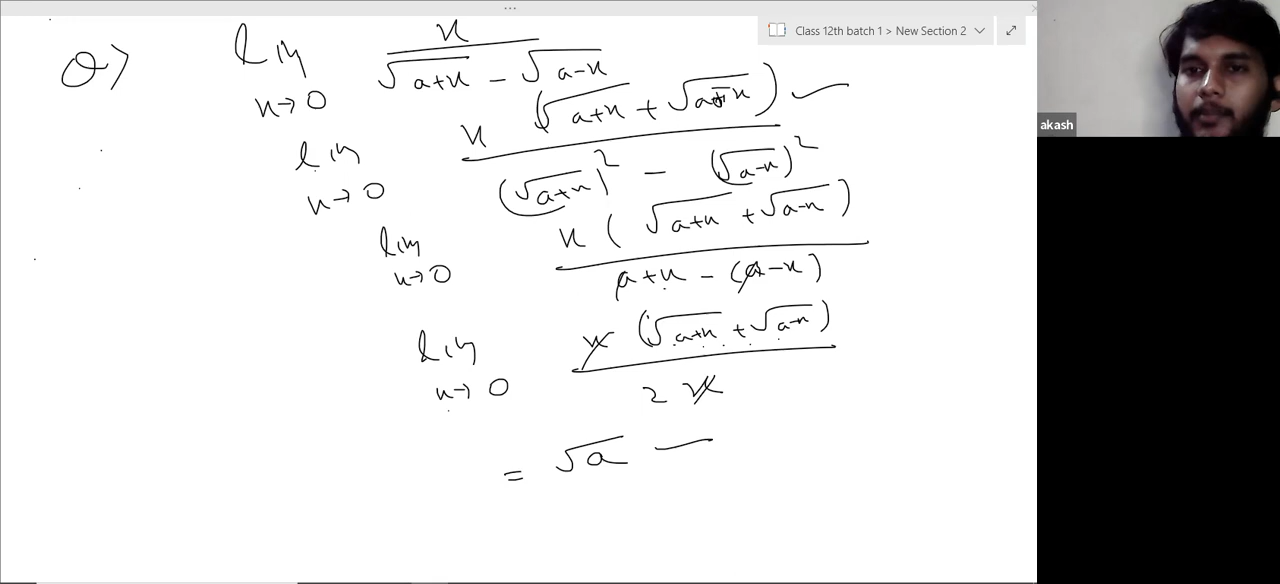 Class 12th batch 1 > New Section 2
akash
Q> lim x→0 x / (√(a+x) − √(a−x))
lim x→0 x (√(a+x) + √(a−x)) / ((√(a+x))² − (√(a−x))²)
lim x→0 x (√(a+x) + √(a−x)) / (a+x − (a−x))
lim x→0 x (√(a+x) + √(a−x)) / 2x
= √a